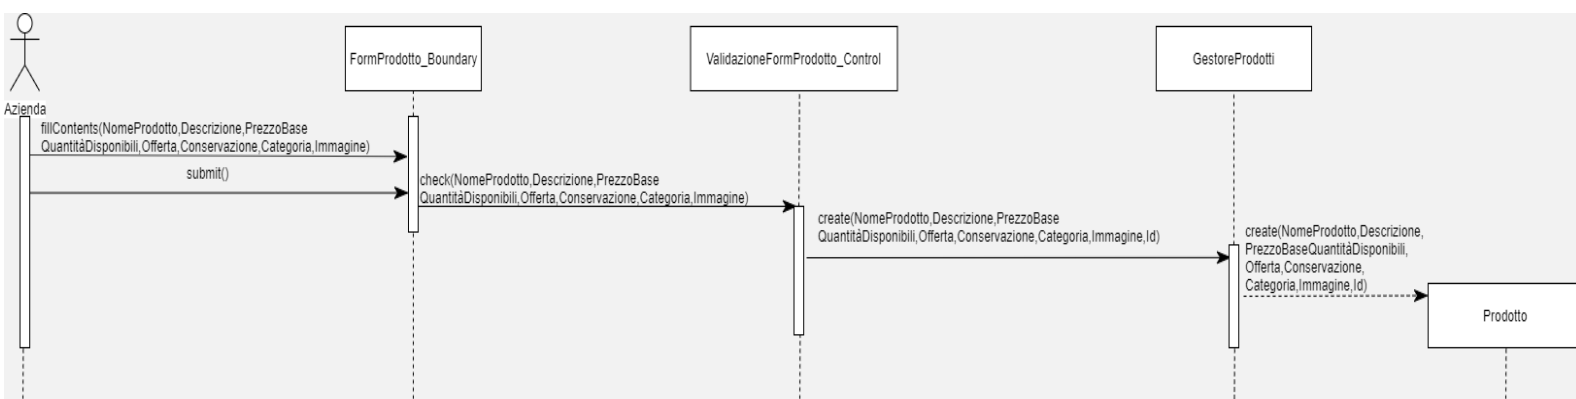 FormProdotto_Boundary
ValidazioneFormProdotto_Control
GestoreProdotti
Azienda
fillContents(NomeProdotto,Descrizione,PrezzoBase
QuantitàDisponibili,Offerta,Conservazione,Categoria,Immagine)
submit()
check(NomeProdotto,Descrizione,PrezzoBase
QuantitàDisponibili,Offerta,Conservazione,Categoria,Immagine)
create(NomeProdotto,Descrizione,PrezzoBase
QuantitàDisponibili,Offerta,Conservazione,Categoria,Immagine,Id)
create(NomeProdotto,Descrizione,
PrezzoBaseQuantitàDisponibili,
Offerta,Conservazione,
Categoria,Immagine,Id)
Prodotto